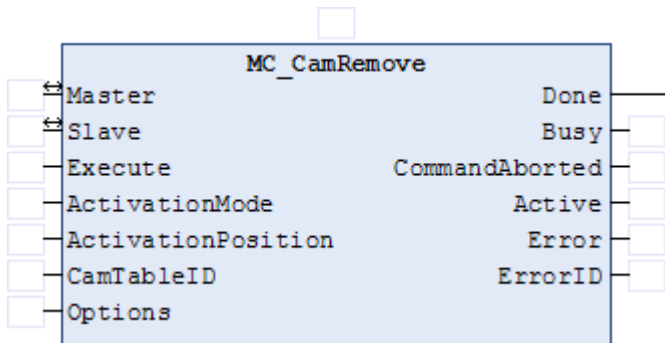 MC_CamRemove
Master Done
Slave Busy
Execute CommandAborted
ActivationMode Active
ActivationPosition Error
CamTableID ErrorID
Options